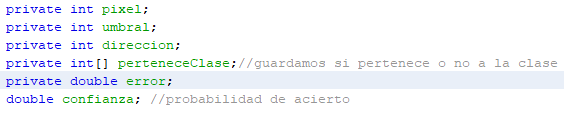 private int pixel;
private int umbral;
private int direccion;
private int[] perteneceClase;//guardamos si pertenece o no a la clase
private double error;
double confianza; //probabilidad de acierto